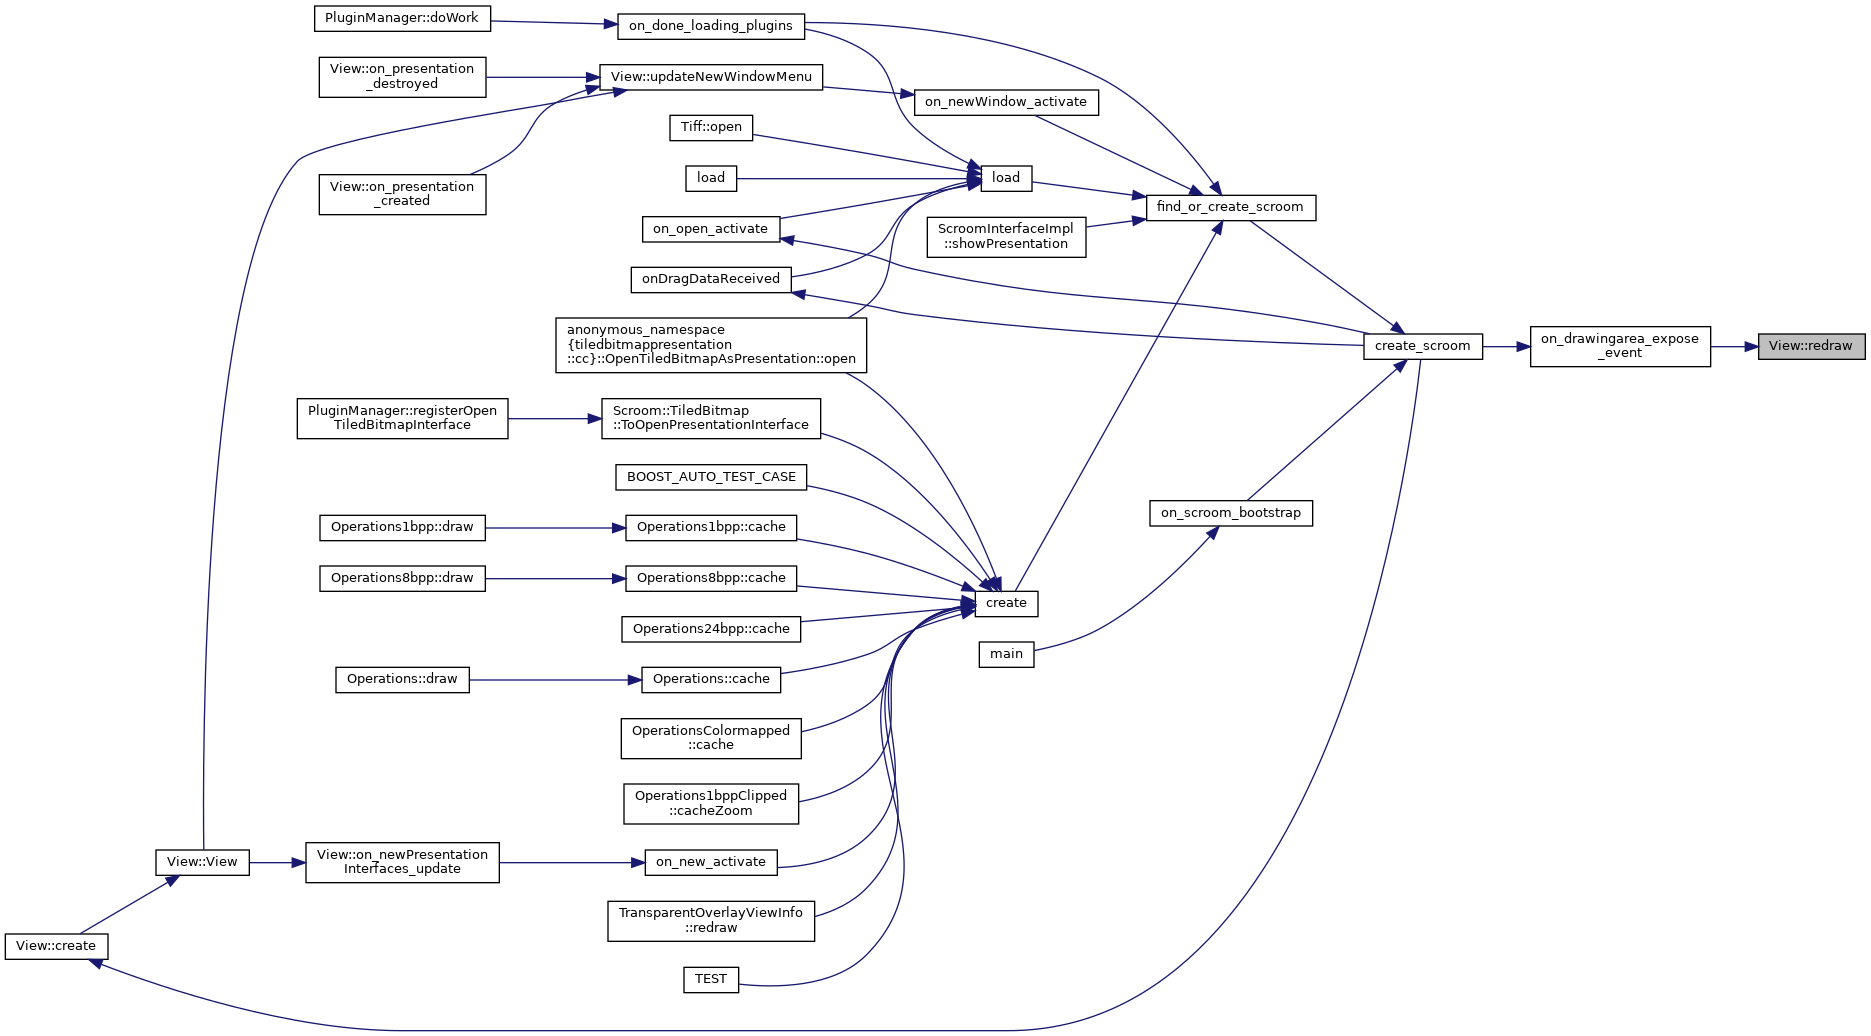 PluginManager::doWork
on_done_loading_plugins
View::on_presentation
_destroyed
View::updateNewWindowMenu
on_newWindow_activate
Tiff::open
load
load
View::on_presentation
_created
find_or_create_scroom
on_open_activate
ScroomInterfaceImpl
::showPresentation
onDragDataReceived
anonymous_namespace
{tiledbitmappresentation
::cc}::OpenTiledBitmapAsPresentation::open
create_scroom
on_drawingarea_expose
_event
View::redraw
PluginManager::registerOpen
TiledBitmapInterface
Scroom::TiledBitmap
::ToOpenPresentationInterface
BOOST_AUTO_TEST_CASE
on_scroom_bootstrap
Operations1bpp::draw
Operations1bpp::cache
Operations8bpp::draw
Operations8bpp::cache
create
Operations24bpp::cache
main
Operations::draw
Operations::cache
OperationsColormapped
::cache
Operations1bppClipped
::cacheZoom
View::View
View::on_newPresentation
Interfaces_update
on_new_activate
TransparentOverlayViewInfo
::redraw
View::create
TEST